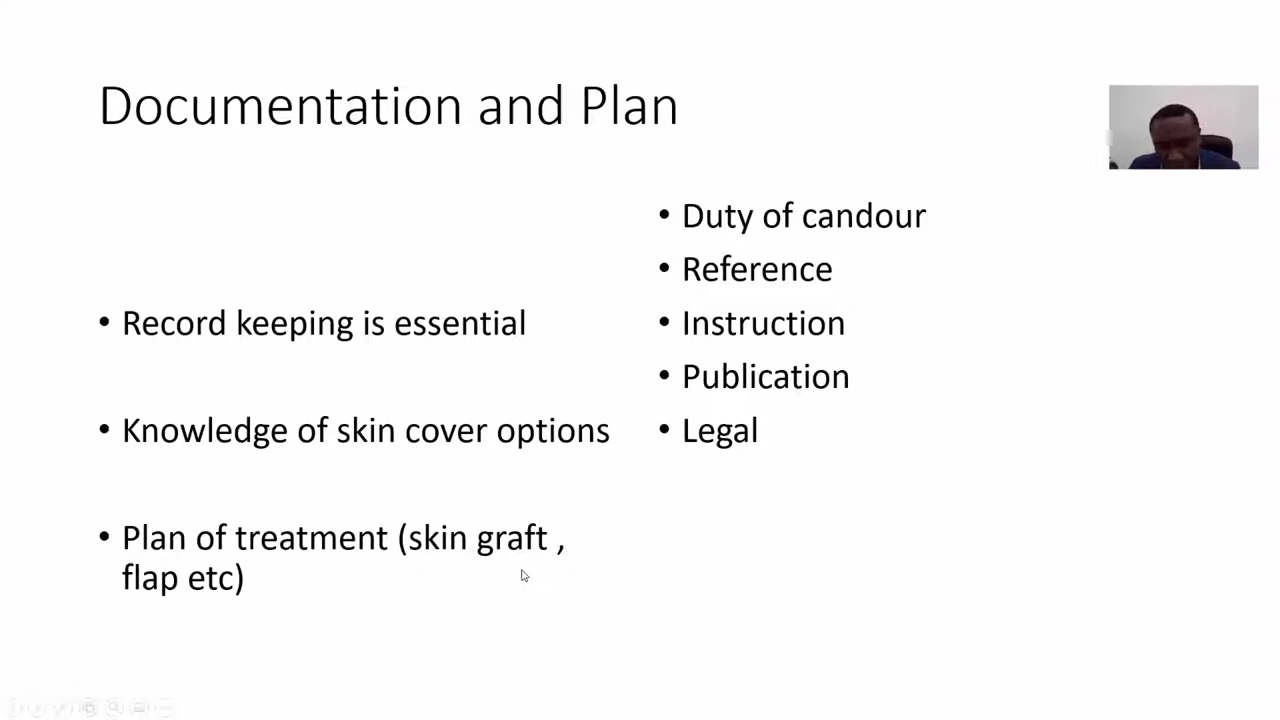 Documentation and Plan
• Record keeping is essential
• Knowledge of skin cover options
• Plan of treatment (skin graft ,
flap etc)
• Duty of candour
• Reference
• Instruction
• Publication
• Legal